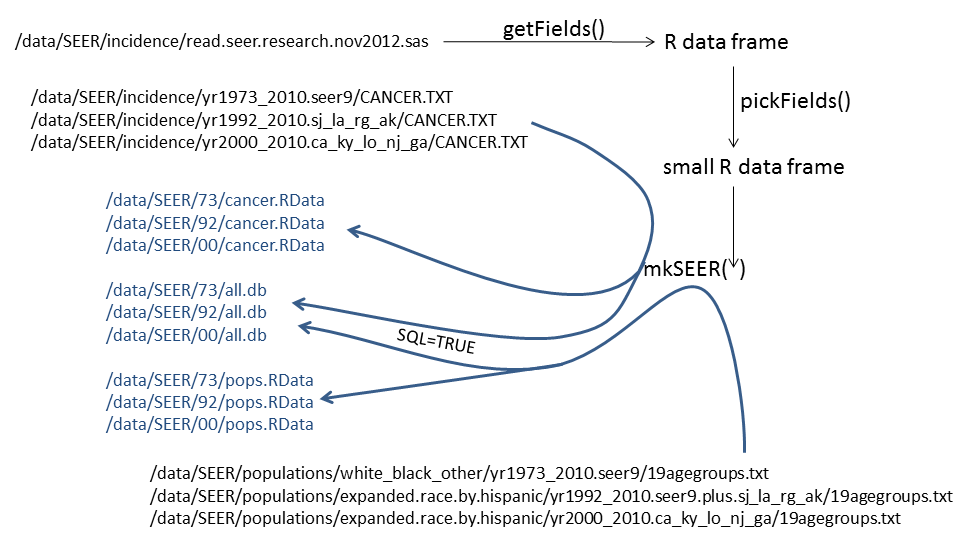 /data/SEER/incidence/read.seer.research.nov2012.sas
getFields()
R data frame
/data/SEER/incidence/yr1973_2010.seer9/CANCER.TXT
/data/SEER/incidence/yr1992_2010.sj_la_rg_ak/CANCER.TXT
/data/SEER/incidence/yr2000_2010.ca_ky_lo_nj_ga/CANCER.TXT
pickFields()
small R data frame
/data/SEER/73/cancer.RData
/data/SEER/92/cancer.RData
/data/SEER/00/cancer.RData
mkSEER( )
/data/SEER/73/all.db
/data/SEER/92/all.db
/data/SEER/00/all.db
SQL=TRUE
/data/SEER/73/pops.RData
/data/SEER/92/pops.RData
/data/SEER/00/pops.RData
/data/SEER/populations/white_black_other/yr1973_2010.seer9/19agegroups.txt
/data/SEER/populations/expanded.race.by.hispanic/yr1992_2010.seer9.plus.sj_la_rg_ak/19agegroups.txt
/data/SEER/populations/expanded.race.by.hispanic/yr2000_2010.ca_ky_lo_nj_ga/19agegroups.txt